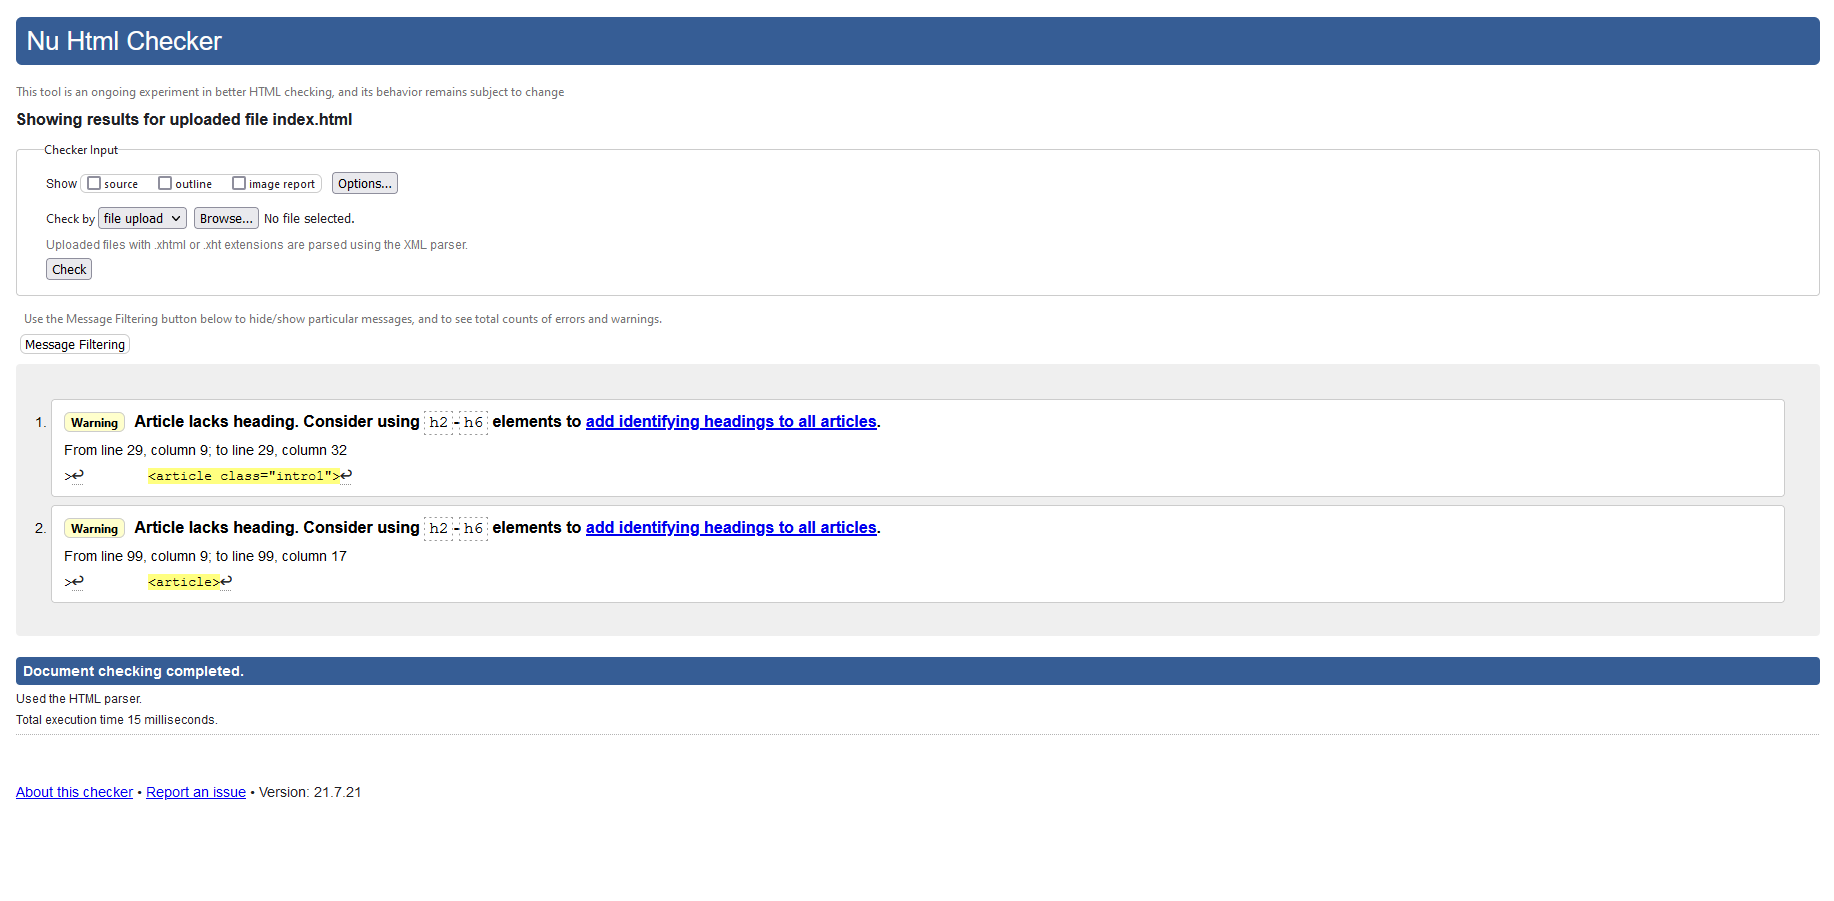 Nu Html Checker
This tool is an ongoing experiment in better HTML checking, and its behavior remains subject to change
Showing results for uploaded file index.html
Checker Input
Show source outline image report Options...
Check by file upload Browse... No file selected.
Uploaded files with .xhtml or .xht extensions are parsed using the XML parser.
Check
Use the Message Filtering button below to hide/show particular messages, and to see total counts of errors and warnings.
Message Filtering
1. Warning Article lacks heading. Consider using h2-h6 elements to add identifying headings to all articles.
From line 29, column 9; to line 29, column 32
>↩ <article class="intro1">↩
2. Warning Article lacks heading. Consider using h2-h6 elements to add identifying headings to all articles.
From line 99, column 9; to line 99, column 17
>↩ <article>↩
Document checking completed.
Used the HTML parser.
Total execution time 15 milliseconds.
About this checker • Report an issue • Version: 21.7.21